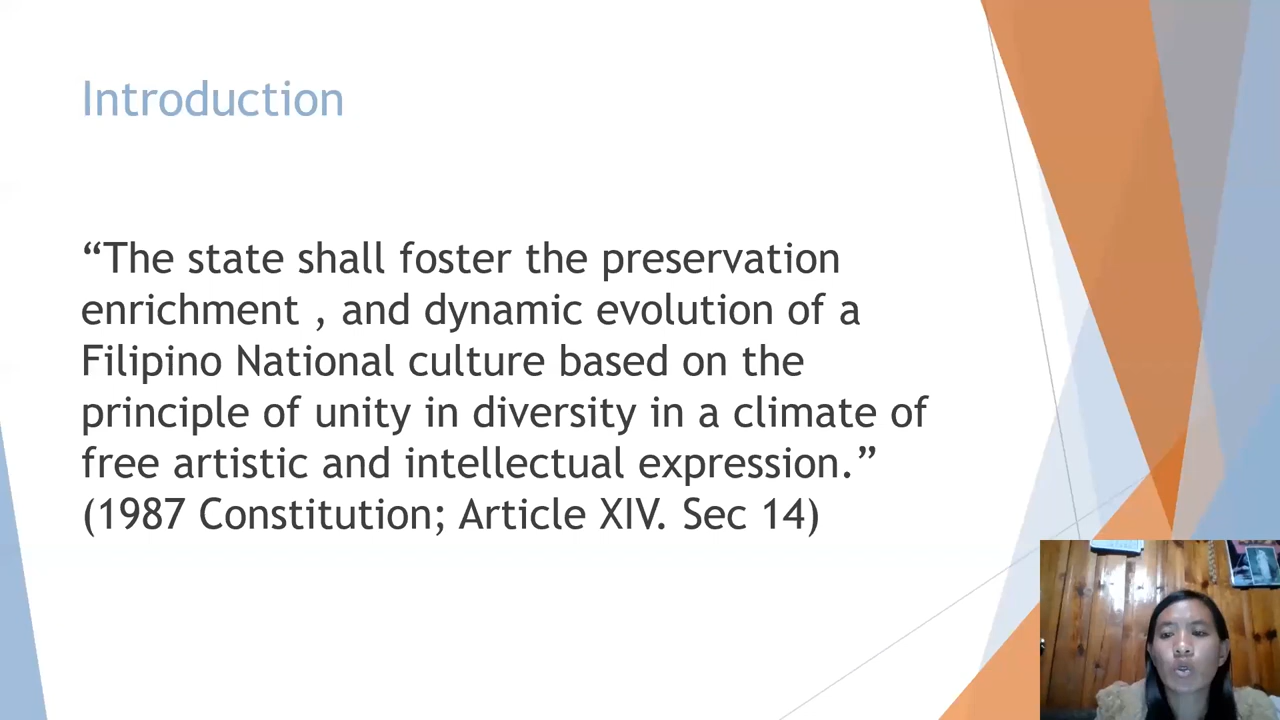 Introduction
“The state shall foster the preservation
enrichment , and dynamic evolution of a
Filipino National culture based on the
principle of unity in diversity in a climate of
free artistic and intellectual expression.”
(1987 Constitution; Article XIV. Sec 14)